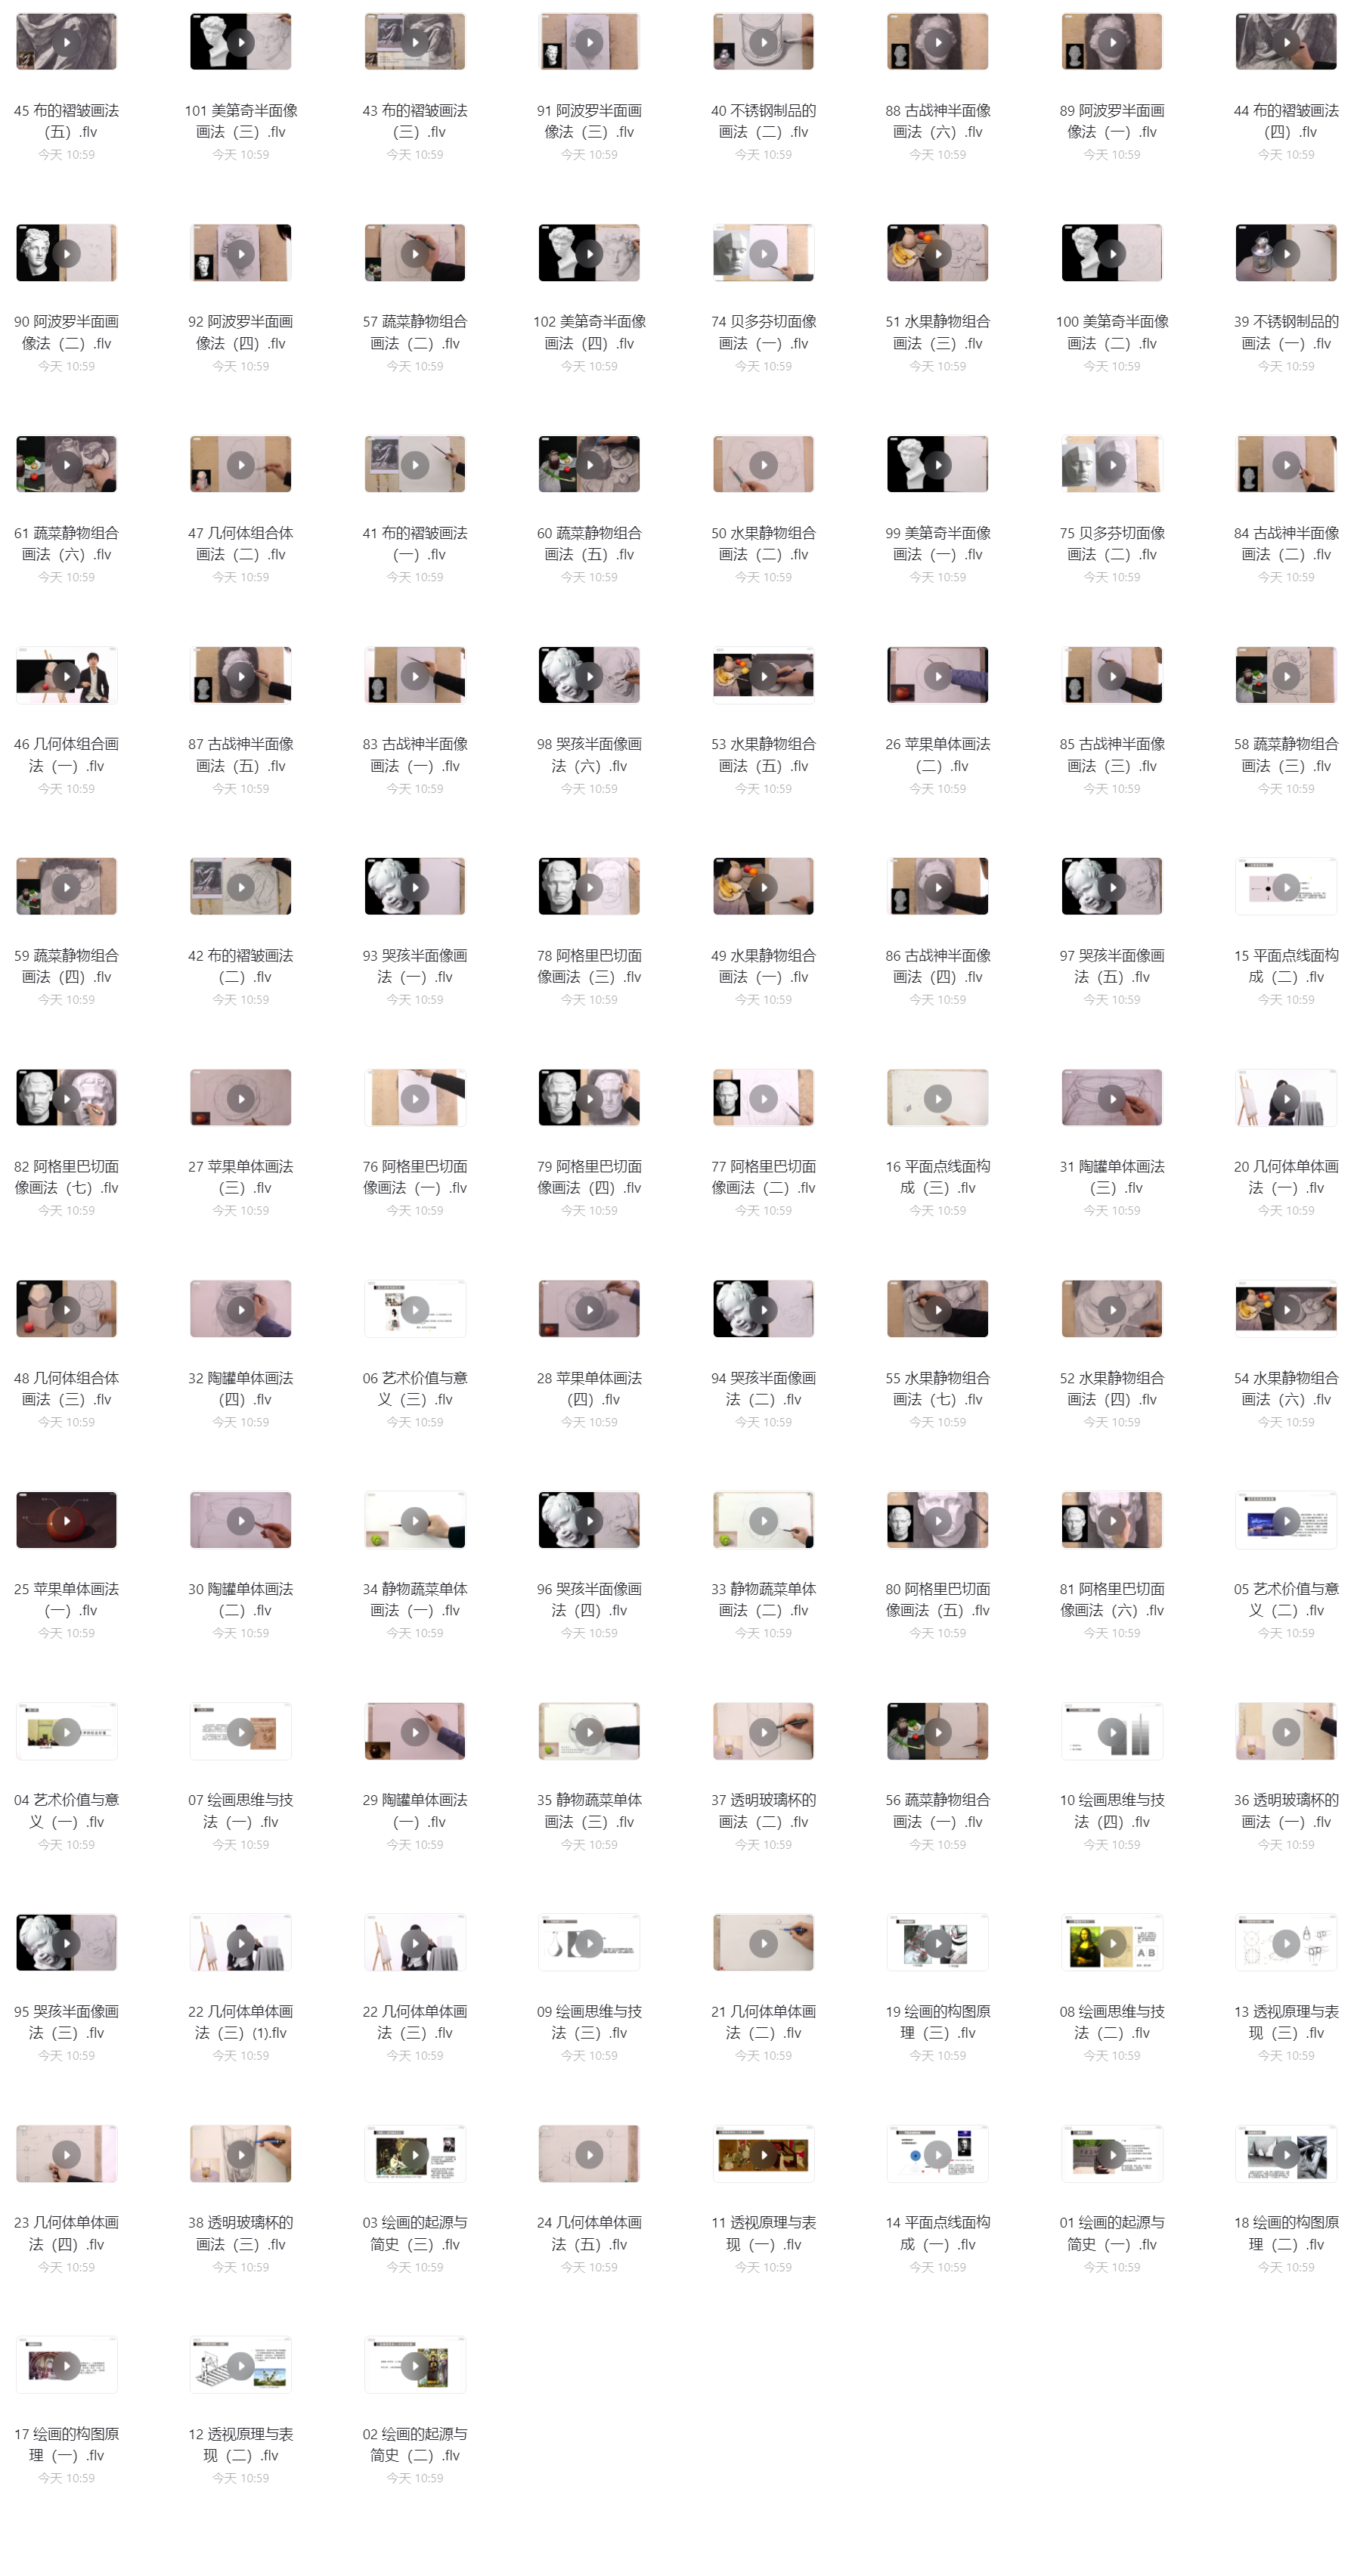 45 布的褶皱画法
（五）.flv
今天 10:59
101 美第奇半面像
画法（三）.flv
今天 10:59
43 布的褶皱画法
（三）.flv
今天 10:59
91 阿波罗半面画
像法（三）.flv
今天 10:59
40 不锈钢制品的
画法（二）.flv
今天 10:59
88 古战神半面像
画法（六）.flv
今天 10:59
89 阿波罗半面画
像法（一）.flv
今天 10:59
44 布的褶皱画法
（四）.flv
今天 10:59
90 阿波罗半面画
像法（二）.flv
今天 10:59
92 阿波罗半面画
像法（四）.flv
今天 10:59
57 蔬菜静物组合
画法（二）.flv
今天 10:59
102 美第奇半面像
画法（四）.flv
今天 10:59
74 贝多芬切面像
画法（一）.flv
今天 10:59
51 水果静物组合
画法（三）.flv
今天 10:59
100 美第奇半面像
画法（二）.flv
今天 10:59
39 不锈钢制品的
画法（一）.flv
今天 10:59
61 蔬菜静物组合
画法（六）.flv
今天 10:59
47 几何体组合体
画法（二）.flv
今天 10:59
41 布的褶皱画法
（一）.flv
今天 10:59
60 蔬菜静物组合
画法（五）.flv
今天 10:59
50 水果静物组合
画法（二）.flv
今天 10:59
99 美第奇半面像
画法（一）.flv
今天 10:59
75 贝多芬切面像
画法（二）.flv
今天 10:59
84 古战神半面像
画法（二）.flv
今天 10:59
46 几何体组合画
法（一）.flv
今天 10:59
87 古战神半面像
画法（五）.flv
今天 10:59
83 古战神半面像
画法（一）.flv
今天 10:59
98 哭孩半面像画
法（六）.flv
今天 10:59
53 水果静物组合
画法（五）.flv
今天 10:59
26 苹果单体画法
（二）.flv
今天 10:59
85 古战神半面像
画法（三）.flv
今天 10:59
58 蔬菜静物组合
画法（三）.flv
今天 10:59
59 蔬菜静物组合
画法（四）.flv
今天 10:59
42 布的褶皱画法
（二）.flv
今天 10:59
93 哭孩半面像画
法（一）.flv
今天 10:59
78 阿格里巴切面
像画法（三）.flv
今天 10:59
49 水果静物组合
画法（一）.flv
今天 10:59
86 古战神半面像
画法（四）.flv
今天 10:59
97 哭孩半面像画
法（五）.flv
今天 10:59
15 平面点线面构
成（二）.flv
今天 10:59
82 阿格里巴切面
像画法（七）.flv
今天 10:59
27 苹果单体画法
（三）.flv
今天 10:59
76 阿格里巴切面
像画法（一）.flv
今天 10:59
79 阿格里巴切面
像画法（四）.flv
今天 10:59
77 阿格里巴切面
像画法（二）.flv
今天 10:59
16 平面点线面构
成（三）.flv
今天 10:59
31 陶罐单体画法
（三）.flv
今天 10:59
20 几何体单体画
法（一）.flv
今天 10:59
48 几何体组合体
画法（三）.flv
今天 10:59
32 陶罐单体画法
（四）.flv
今天 10:59
06 艺术价值与意
义（三）.flv
今天 10:59
28 苹果单体画法
（四）.flv
今天 10:59
94 哭孩半面像画
法（二）.flv
今天 10:59
55 水果静物组合
画法（七）.flv
今天 10:59
52 水果静物组合
画法（四）.flv
今天 10:59
54 水果静物组合
画法（六）.flv
今天 10:59
25 苹果单体画法
（一）.flv
今天 10:59
30 陶罐单体画法
（二）.flv
今天 10:59
34 静物蔬菜单体
画法（一）.flv
今天 10:59
96 哭孩半面像画
法（四）.flv
今天 10:59
33 静物蔬菜单体
画法（二）.flv
今天 10:59
80 阿格里巴切面
像画法（五）.flv
今天 10:59
81 阿格里巴切面
像画法（六）.flv
今天 10:59
05 艺术价值与意
义（二）.flv
今天 10:59
04 艺术价值与意
义（一）.flv
今天 10:59
07 绘画思维与技
法（一）.flv
今天 10:59
29 陶罐单体画法
（一）.flv
今天 10:59
35 静物蔬菜单体
画法（三）.flv
今天 10:59
37 透明玻璃杯的
画法（二）.flv
今天 10:59
56 蔬菜静物组合
画法（一）.flv
今天 10:59
10 绘画思维与技
法（四）.flv
今天 10:59
36 透明玻璃杯的
画法（一）.flv
今天 10:59
95 哭孩半面像画
法（三）.flv
今天 10:59
22 几何体单体画
法（三）(1).flv
今天 10:59
22 几何体单体画
法（三）.flv
今天 10:59
09 绘画思维与技
法（三）.flv
今天 10:59
21 几何体单体画
法（二）.flv
今天 10:59
19 绘画的构图原
理（三）.flv
今天 10:59
08 绘画思维与技
法（二）.flv
今天 10:59
13 透视原理与表
现（三）.flv
今天 10:59
23 几何体单体画
法（四）.flv
今天 10:59
38 透明玻璃杯的
画法（三）.flv
今天 10:59
03 绘画的起源与
简史（三）.flv
今天 10:59
24 几何体单体画
法（五）.flv
今天 10:59
11 透视原理与表
现（一）.flv
今天 10:59
14 平面点线面构
成（一）.flv
今天 10:59
01 绘画的起源与
简史（一）.flv
今天 10:59
18 绘画的构图原
理（二）.flv
今天 10:59
17 绘画的构图原
理（一）.flv
今天 10:59
12 透视原理与表
现（二）.flv
今天 10:59
02 绘画的起源与
简史（二）.flv
今天 10:59